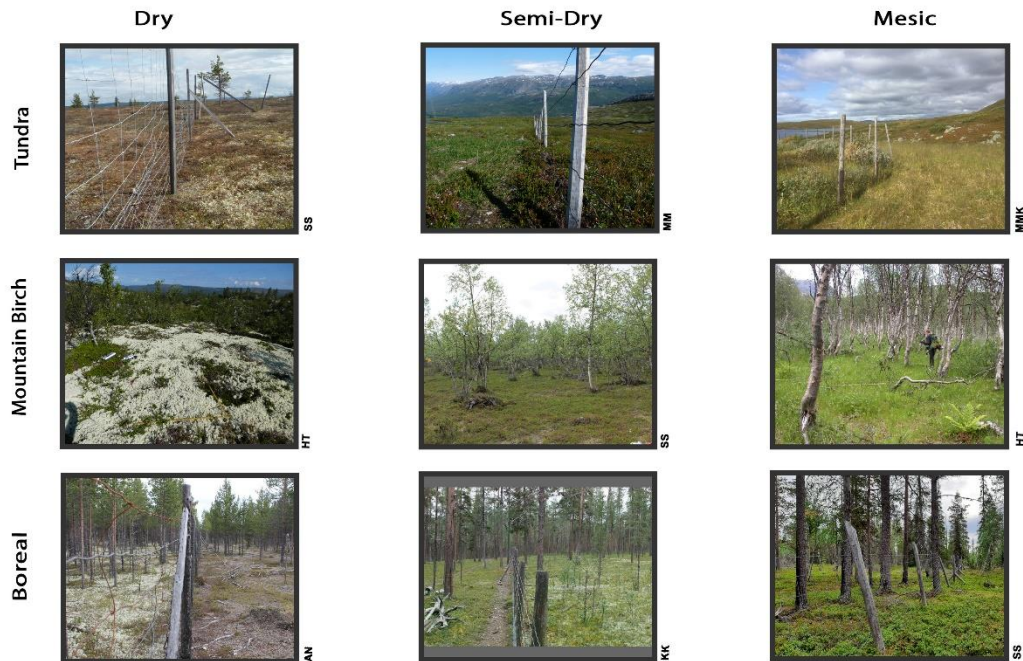 Dry Semi-Dry Mesic
Tundra
SS
MM
MMK
Mountain Birch
HT
SS
HT
Boreal
AN
KK
SS